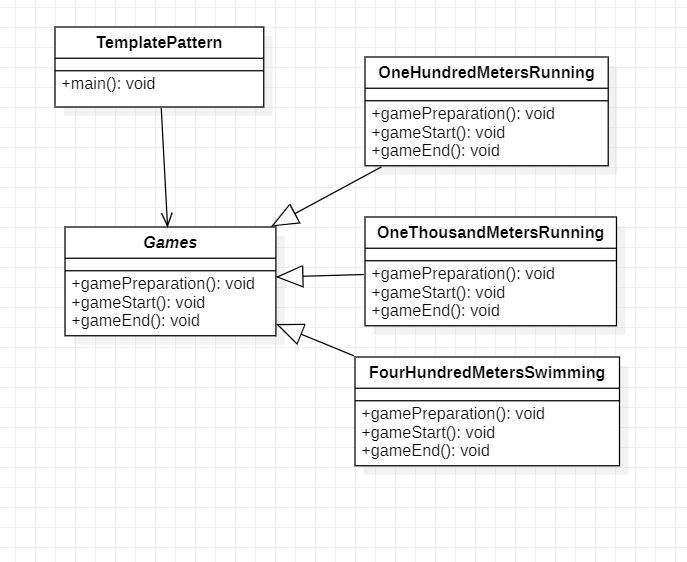 TemplatePattern
+main(): void
OneHundredMetersRunning
+gamePreparation(): void
+gameStart(): void
+gameEnd(): void
Games
+gamePreparation(): void
+gameStart(): void
+gameEnd(): void
OneThousandMetersRunning
+gamePreparation(): void
+gameStart(): void
+gameEnd(): void
FourHundredMetersSwimming
+gamePreparation(): void
+gameStart(): void
+gameEnd(): void